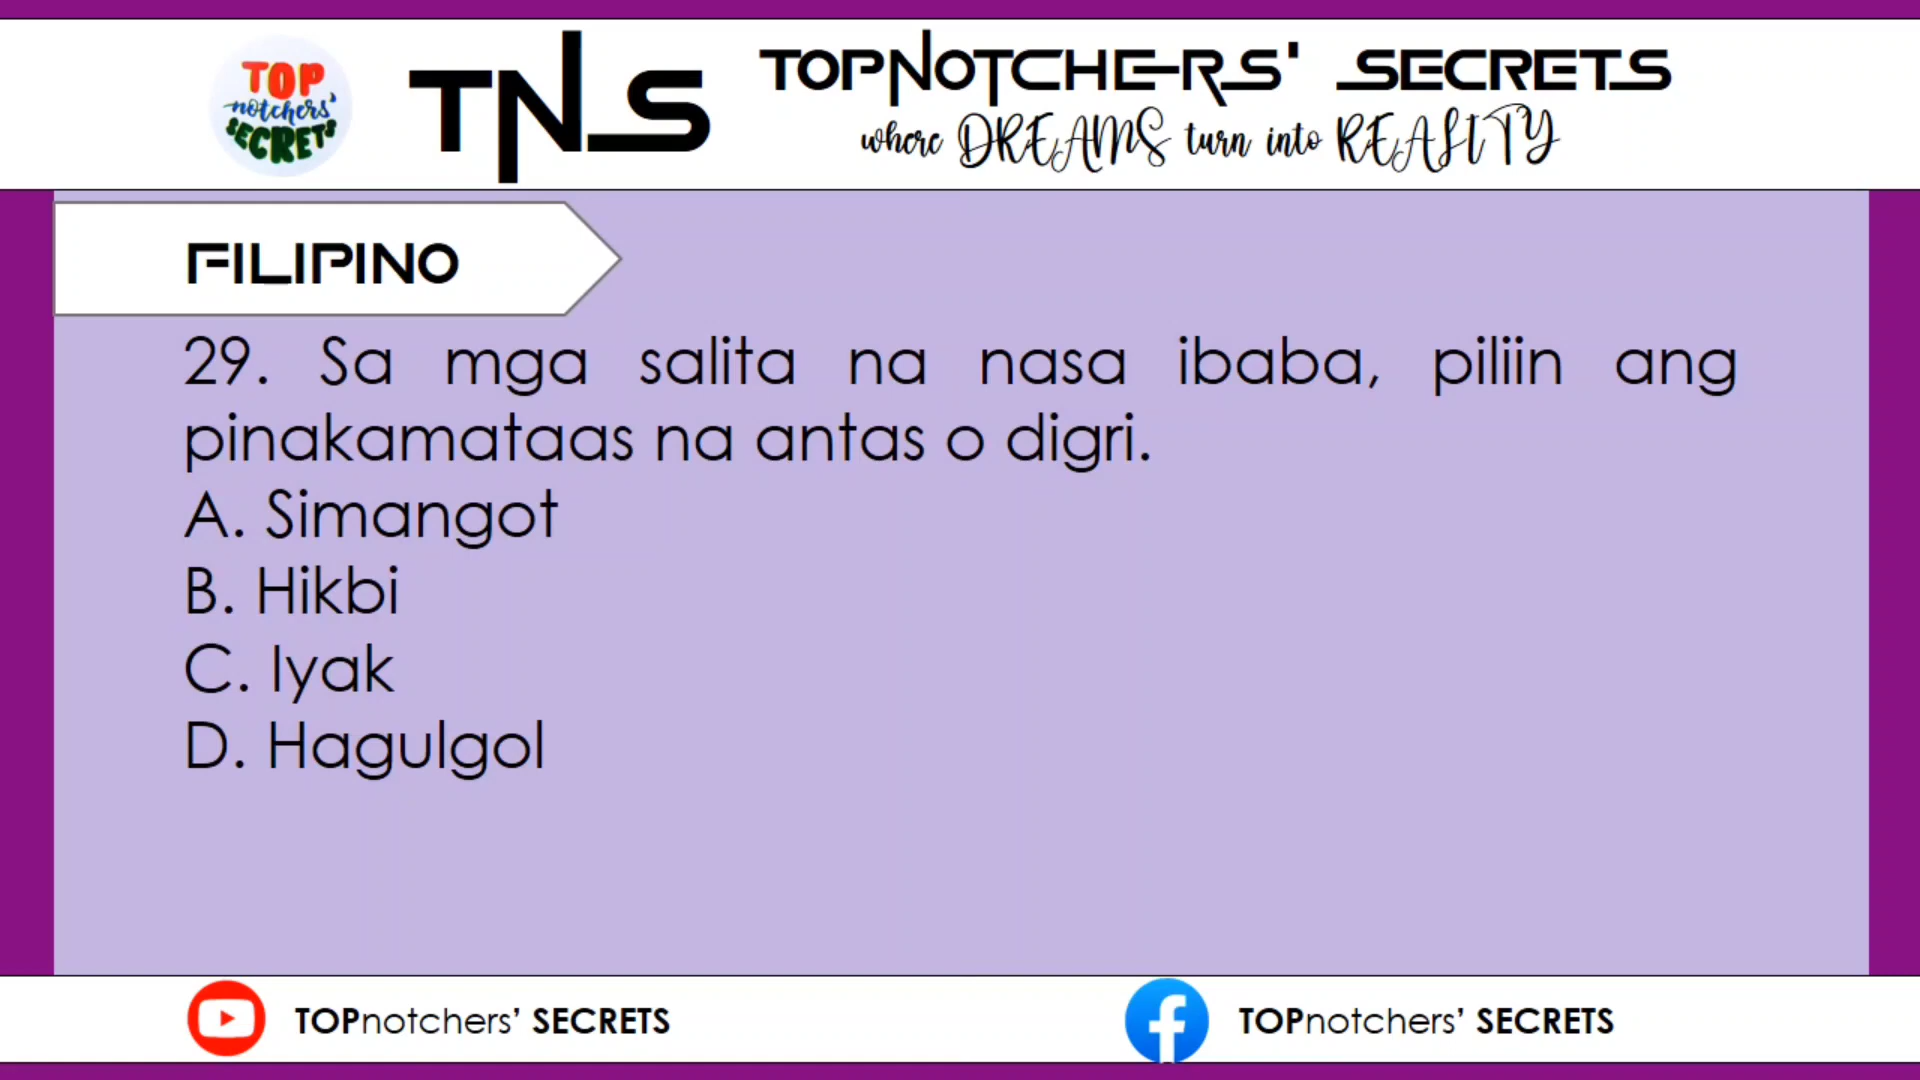 TOP
notchers'
SECRETS
TNS
TOPNOTCHERS' SECRETS
where DREAMS turn into REALITY
FILIPINO
29. Sa mga salita na nasa ibaba, piliin ang
pinakamataas na antas o digri.
A. Simangot
B. Hikbi
C. Iyak
D. Hagulgol
TOPnotchers’ SECRETS
TOPnotchers’ SECRETS